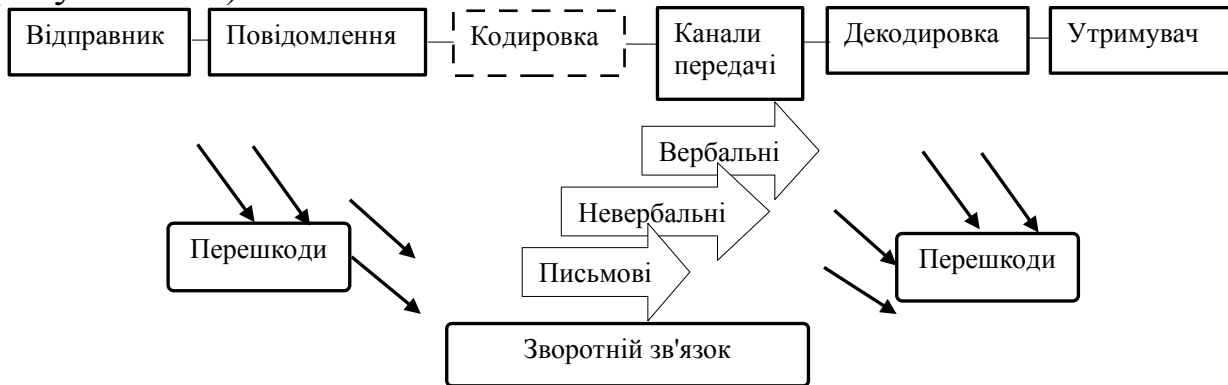 Відправник
Повідомлення
Кодировка
Канали
передачі
Декодировка
Утримувач
Вербальні
Невербальні
Письмові
Перешкоди
Перешкоди
Зворотній зв'язок